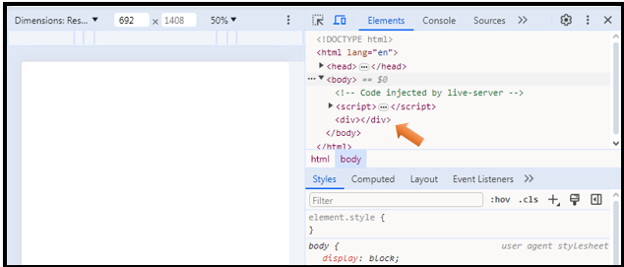 Dimensions: Res... ▼ 692 × 1408 50% ▼ Elements Console Sources >>
<!DOCTYPE html>
<html lang="en">
▶ <head> ⋯ </head>
⋯ ▼ <body> == $0
<!-- Code injected by live-server -->
▶ <script> ⋯ </script>
<div></div>
</body>
</html>
html body
Styles Computed Layout Event Listeners >>
Filter :hov .cls +
element.style {
}
body { user agent stylesheet
display: block;